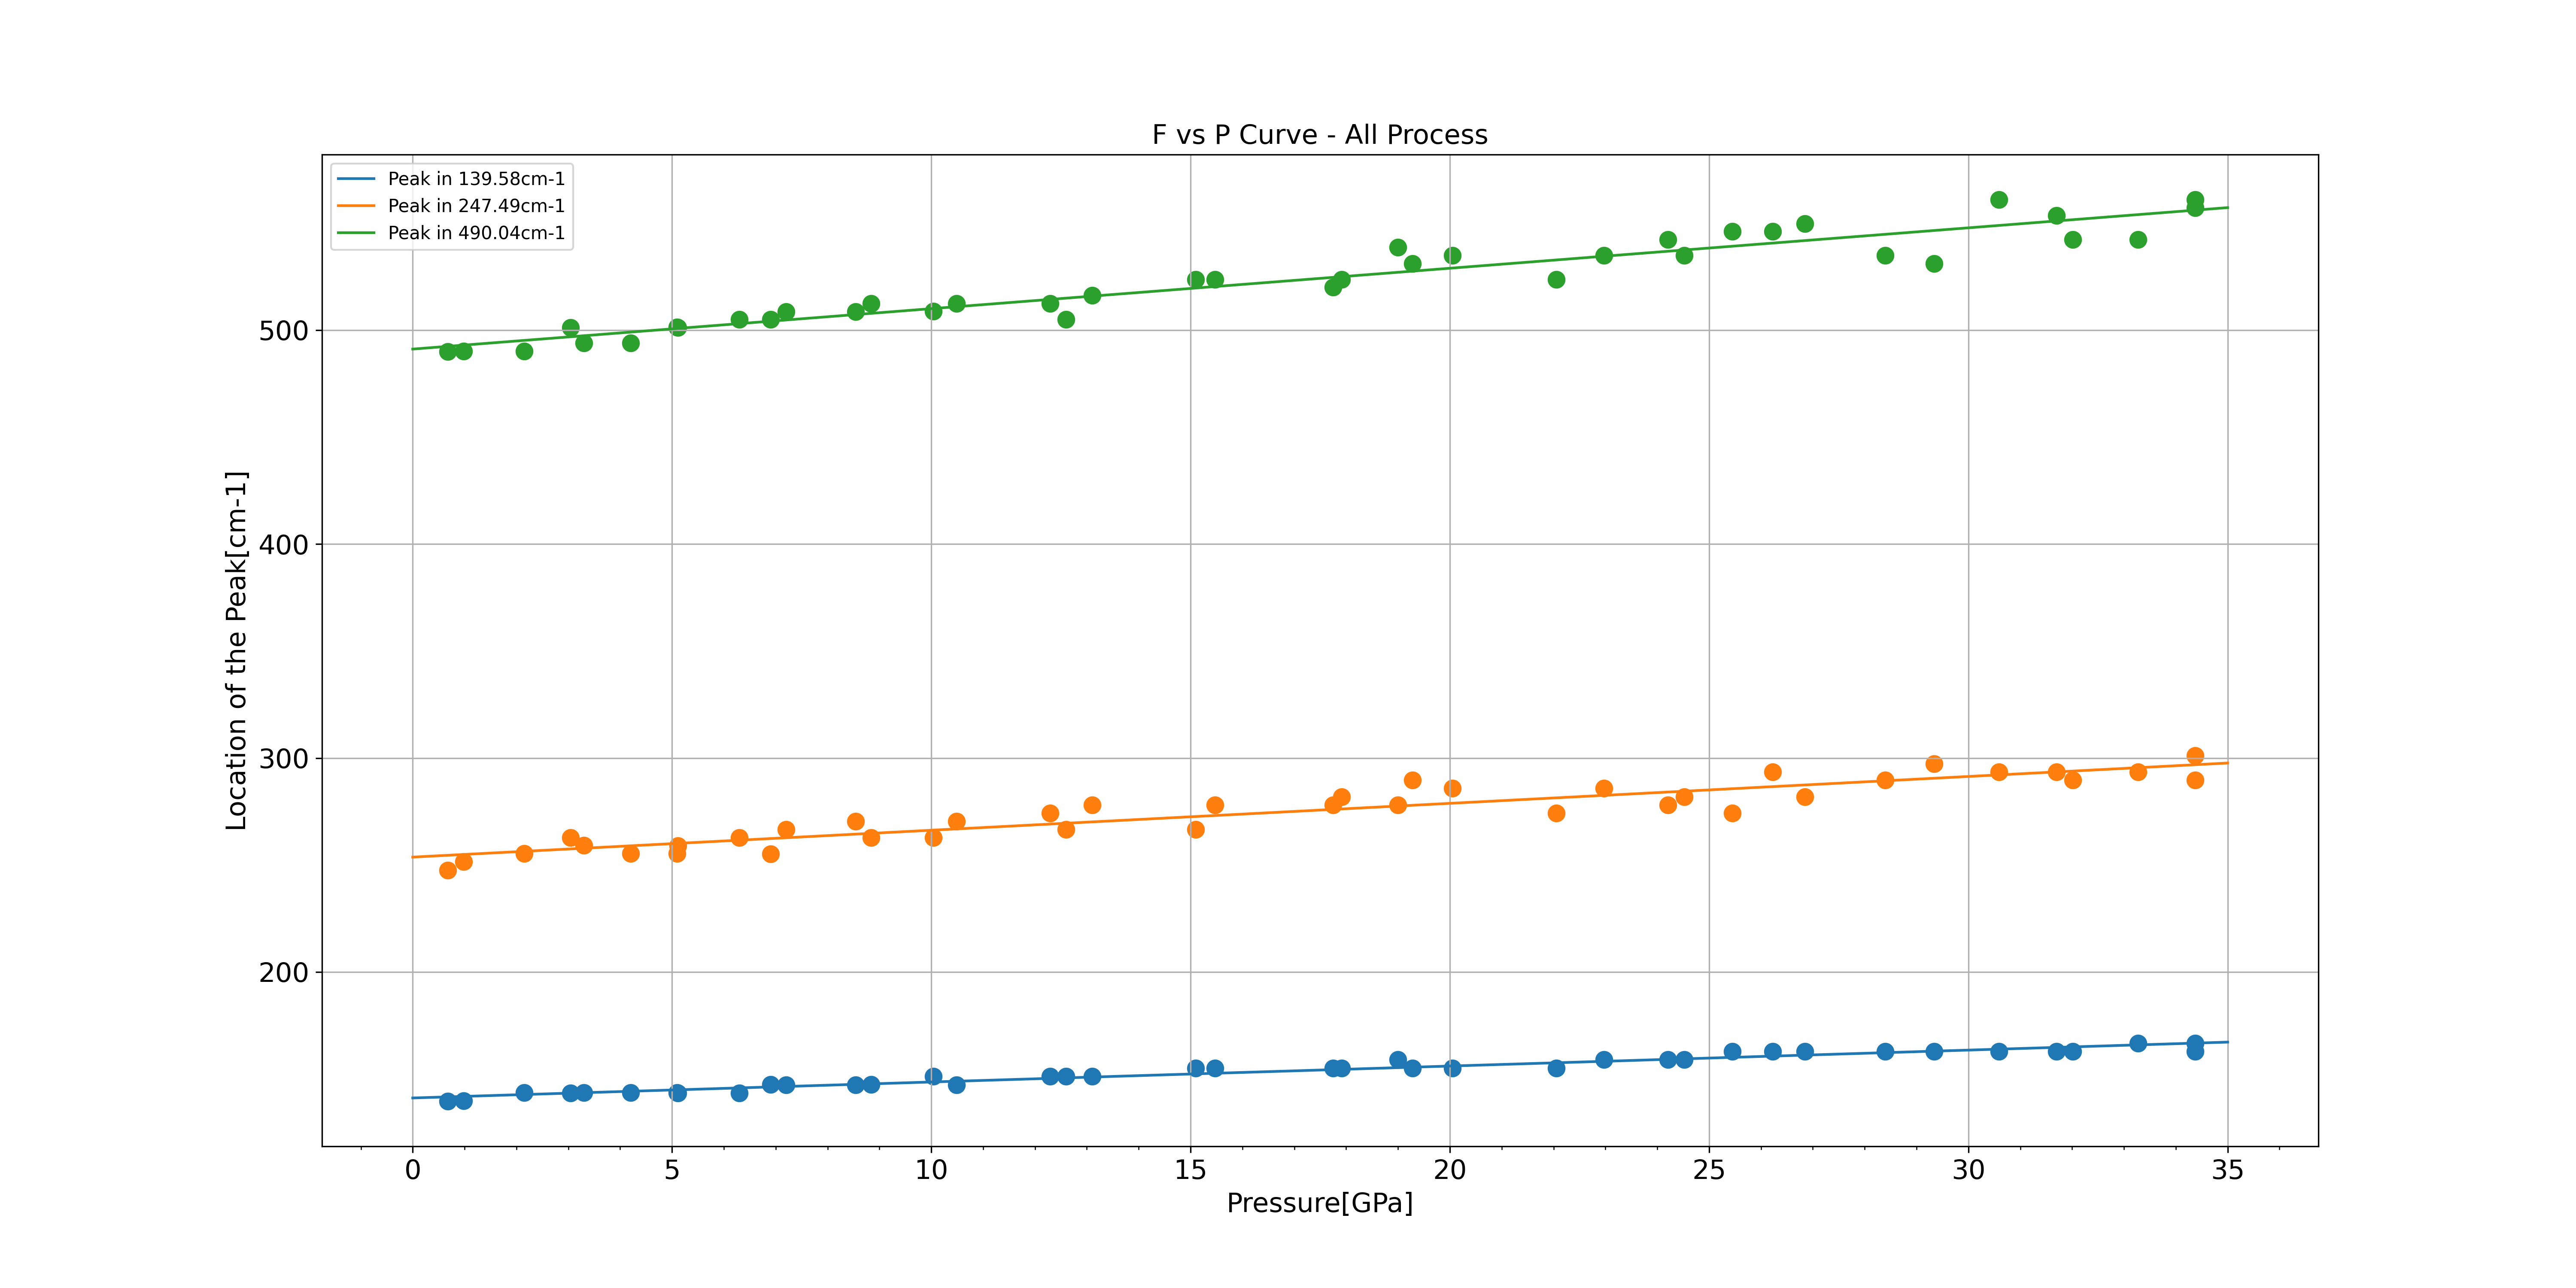 F vs P Curve - All Process
Peak in 139.58cm-1
Peak in 247.49cm-1
Peak in 490.04cm-1
Location of the Peak[cm-1]
500
400
300
200
0 5 10 15 20 25 30 35
Pressure[GPa]